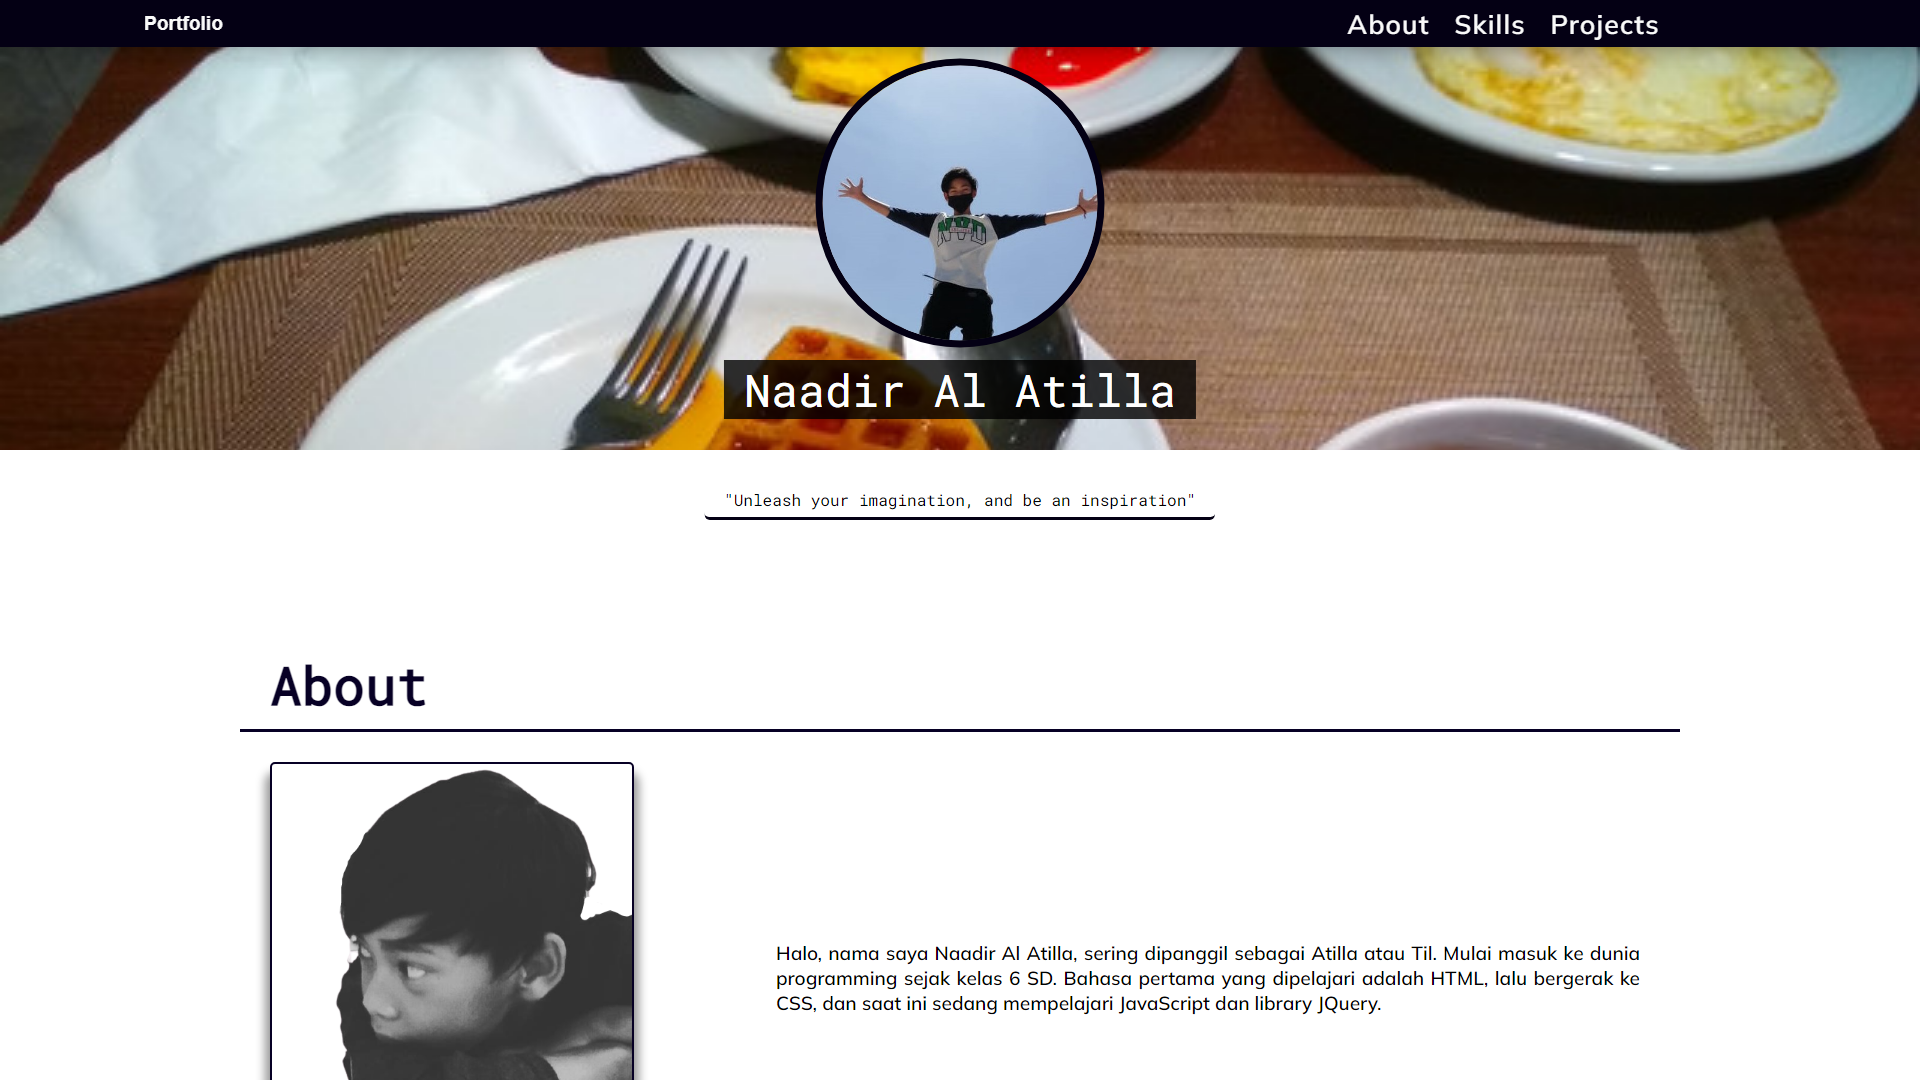 Portfolio
About Skills Projects
Naadir Al Atilla
"Unleash your imagination, and be an inspiration"
About
Halo, nama saya Naadir Al Atilla, sering dipanggil sebagai Atilla atau Til. Mulai masuk ke dunia
programming sejak kelas 6 SD. Bahasa pertama yang dipelajari adalah HTML, lalu bergerak ke
CSS, dan saat ini sedang mempelajari JavaScript dan library JQuery.